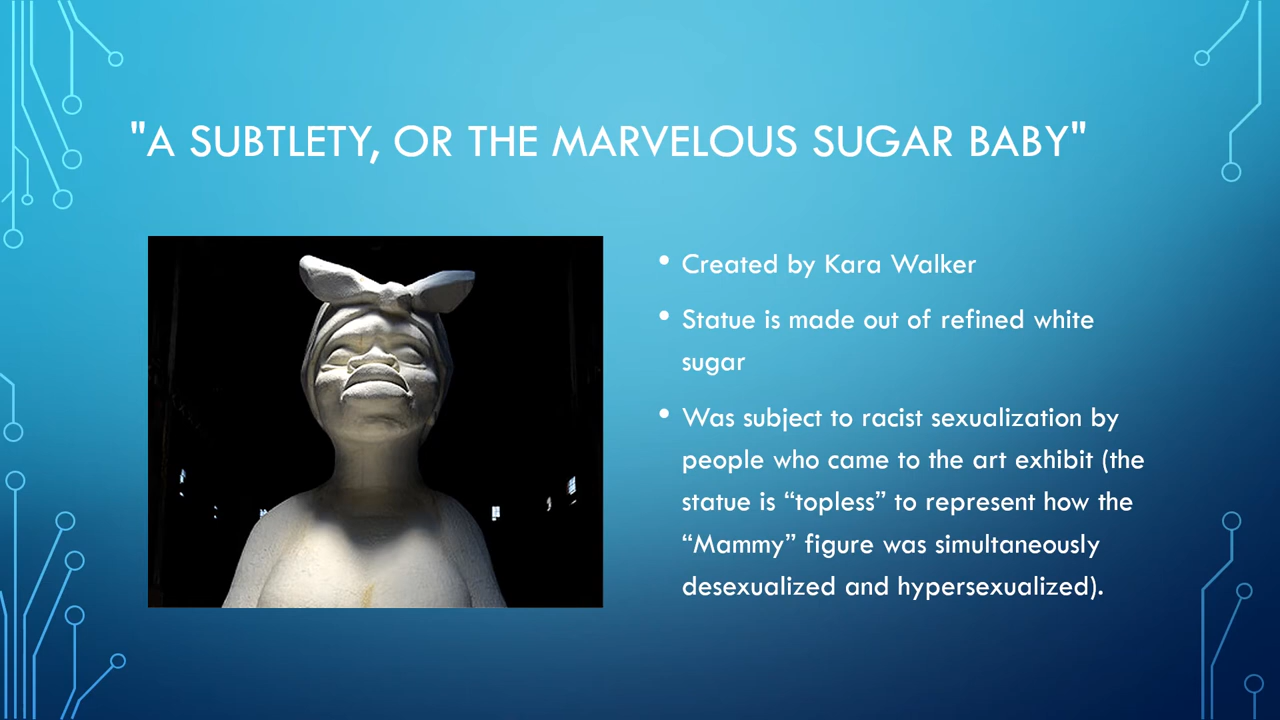 "A SUBTLETY, OR THE MARVELOUS SUGAR BABY"
• Created by Kara Walker
• Statue is made out of refined white
sugar
• Was subject to racist sexualization by
people who came to the art exhibit (the
statue is “topless” to represent how the
“Mammy” figure was simultaneously
desexualized and hypersexualized).